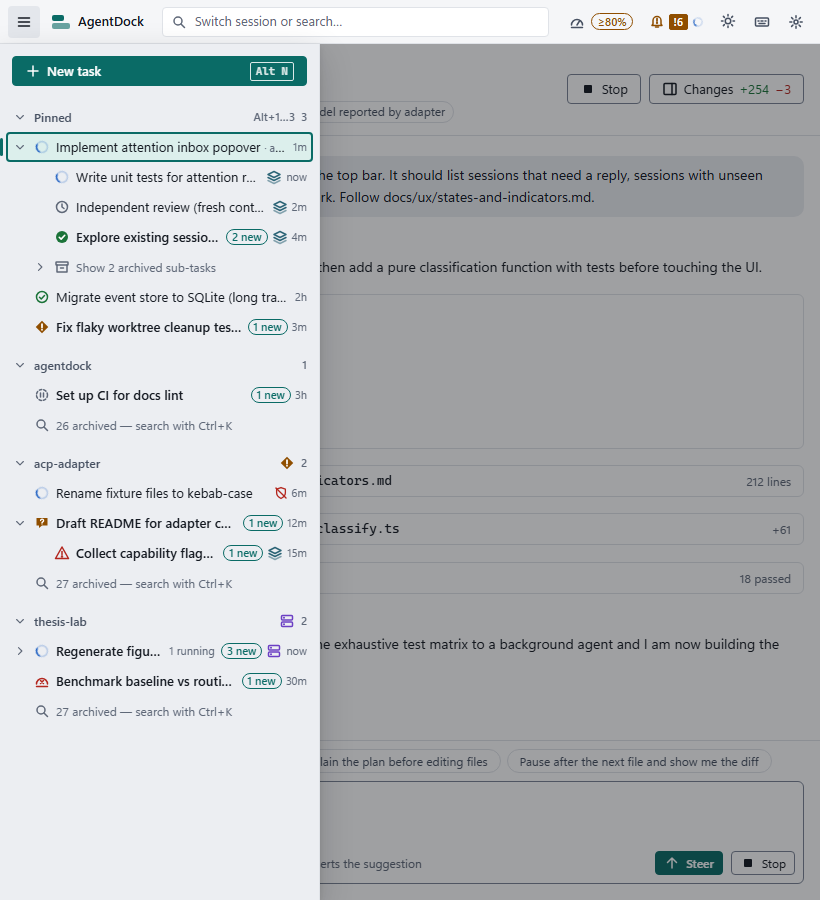 AgentDock
Switch session or search...
≥80%
!6
New task
Alt N
Pinned
Alt+1...3 3
Implement attention inbox popover · a... 1m
Write unit tests for attention r... now
Independent review (fresh cont... 2m
Explore existing sessio... 2 new 4m
Show 2 archived sub-tasks
Migrate event store to SQLite (long tra... 2h
Fix flaky worktree cleanup tes... 1 new 3m
agentdock 1
Set up CI for docs lint 1 new 3h
26 archived — search with Ctrl+K
acp-adapter 2
Rename fixture files to kebab-case 6m
Draft README for adapter c... 1 new 12m
Collect capability flag... 1 new 15m
27 archived — search with Ctrl+K
thesis-lab 2
Regenerate figu... 1 running 3 new now
Benchmark baseline vs routi... 1 new 30m
27 archived — search with Ctrl+K
Stop
Changes +254 −3
del reported by adapter
he top bar. It should list sessions that need a reply, sessions with unseen
rk. Follow docs/ux/states-and-indicators.md.
then add a pure classification function with tests before touching the UI.
icators.md 212 lines
classify.ts +61
18 passed
he exhaustive test matrix to a background agent and I am now building the
lain the plan before editing files
Pause after the next file and show me the diff
erts the suggestion
Steer
Stop